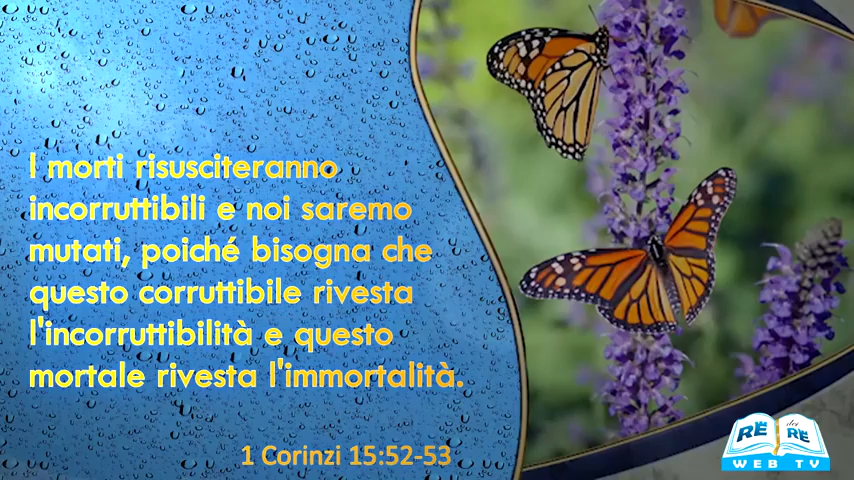 I morti risusciteranno
incorruttibili e noi saremo
mutati, poiché bisogna che
questo corruttibile rivesta
l'incorruttibilità e questo
mortale rivesta l'immortalità.
1 Corinzi 15:52-53
RE dei RE
WEB TV